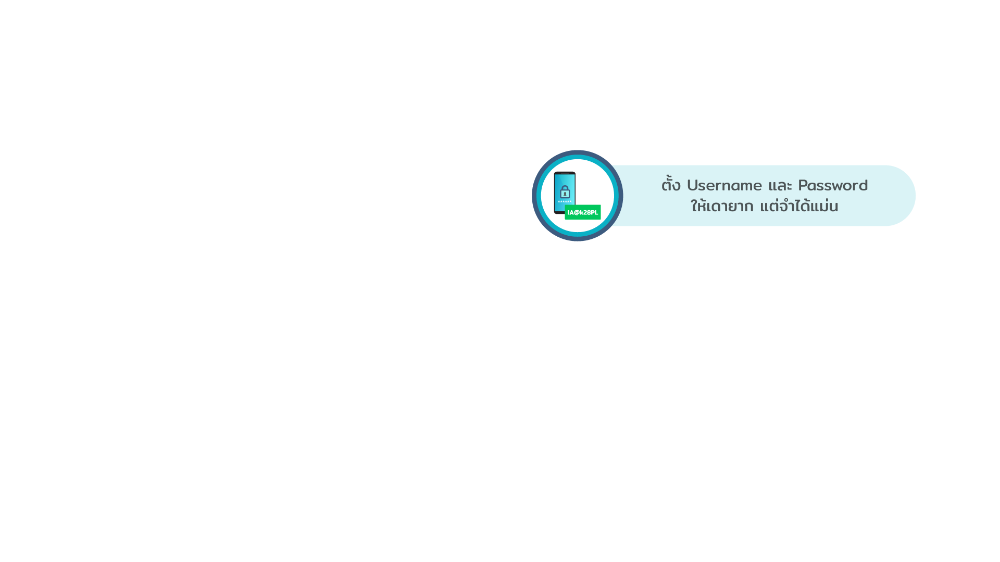 ตั้ง Username และ Password
ให้เดายาก แต่จำได้แม่น
******
IA@k28PL